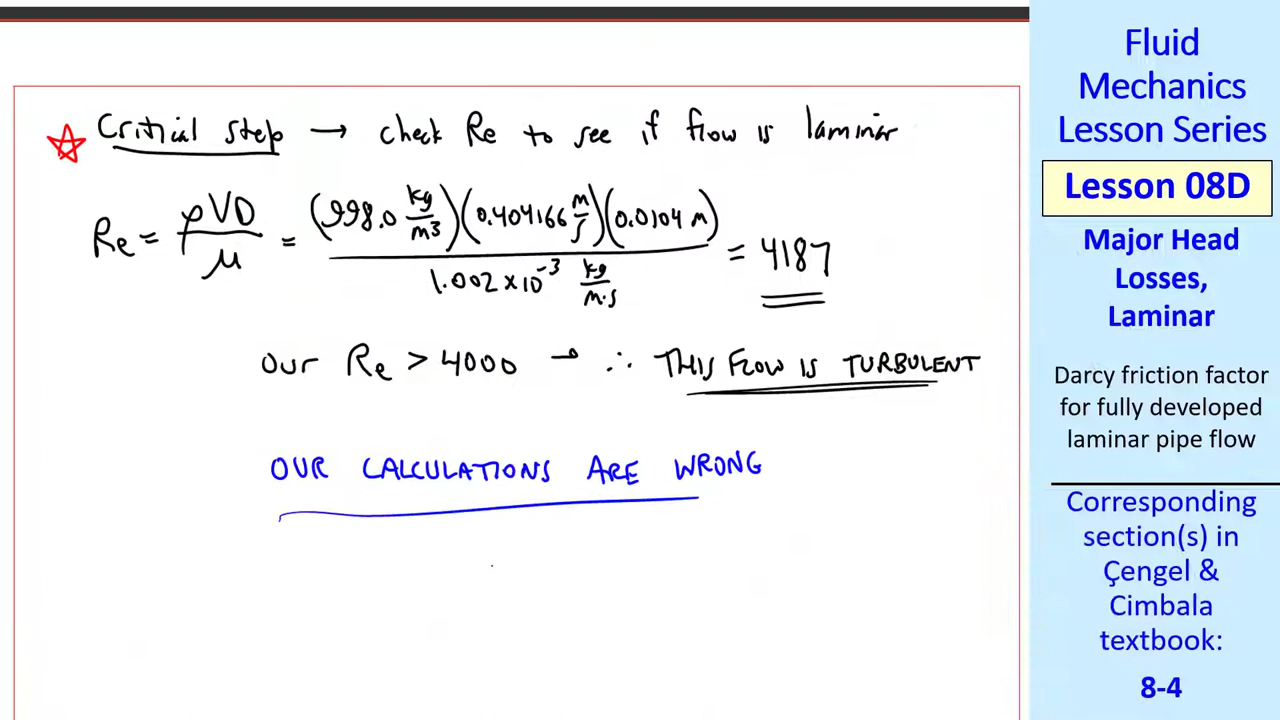 ☆ Critical step → check Re to see if flow is laminar
Re = ρVD/μ = (998.0 kg/m3)(0.404166 m/s)(0.0104 m) / 1.002 × 10^-3 kg/m·s = 4187
Our Re > 4000 → ∴ THIS FLOW IS TURBULENT
OUR CALCULATIONS ARE WRONG
Fluid
Mechanics
Lesson Series
Lesson 08D
Major Head
Losses,
Laminar
Darcy friction factor
for fully developed
laminar pipe flow
Corresponding
section(s) in
Çengel &
Cimbala
textbook:
8-4